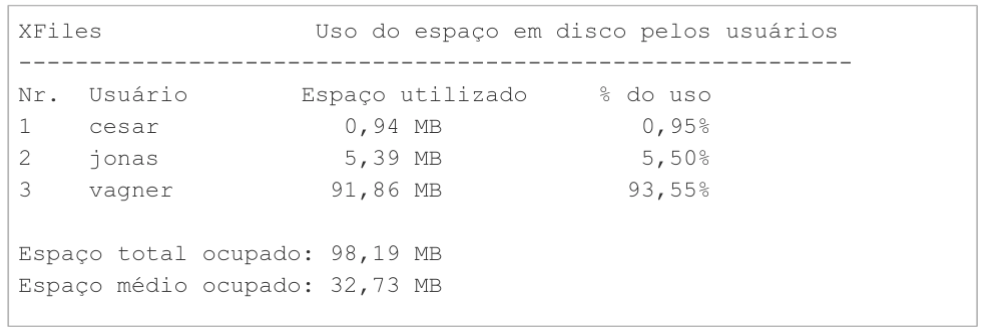 XFiles Uso do espaço em disco pelos usuários
-----------------------------------------------------------
Nr. Usuário Espaço utilizado % do uso
1 cesar 0,94 MB 0,95%
2 jonas 5,39 MB 5,50%
3 vagner 91,86 MB 93,55%
Espaço total ocupado: 98,19 MB
Espaço médio ocupado: 32,73 MB